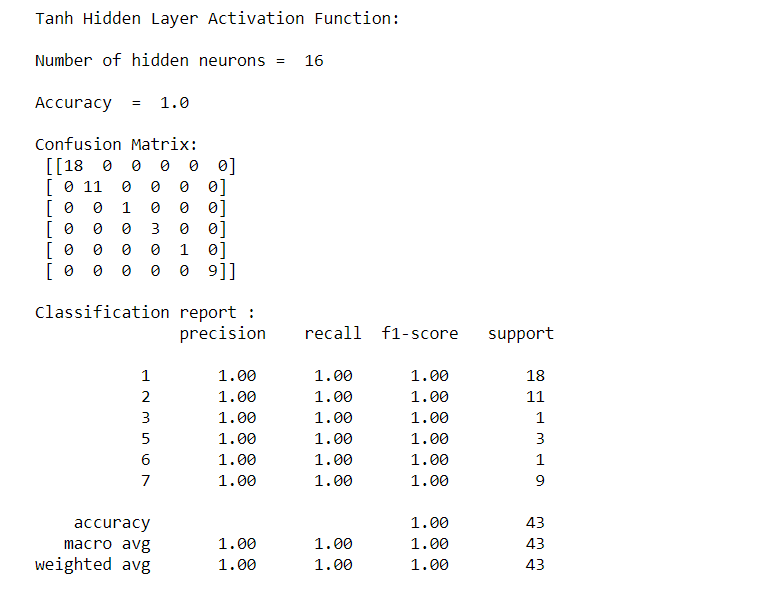 Tanh Hidden Layer Activation Function:
Number of hidden neurons =  16
Accuracy  =  1.0
Confusion Matrix:
[[18  0  0  0  0  0]
[ 0 11  0  0  0  0]
[ 0  0  1  0  0  0]
[ 0  0  0  3  0  0]
[ 0  0  0  0  1  0]
[ 0  0  0  0  0  9]]
Classification report :
precision    recall  f1-score   support
1       1.00      1.00      1.00        18
2       1.00      1.00      1.00        11
3       1.00      1.00      1.00         1
5       1.00      1.00      1.00         3
6       1.00      1.00      1.00         1
7       1.00      1.00      1.00         9
accuracy                           1.00        43
macro avg       1.00      1.00      1.00        43
weighted avg       1.00      1.00      1.00        43